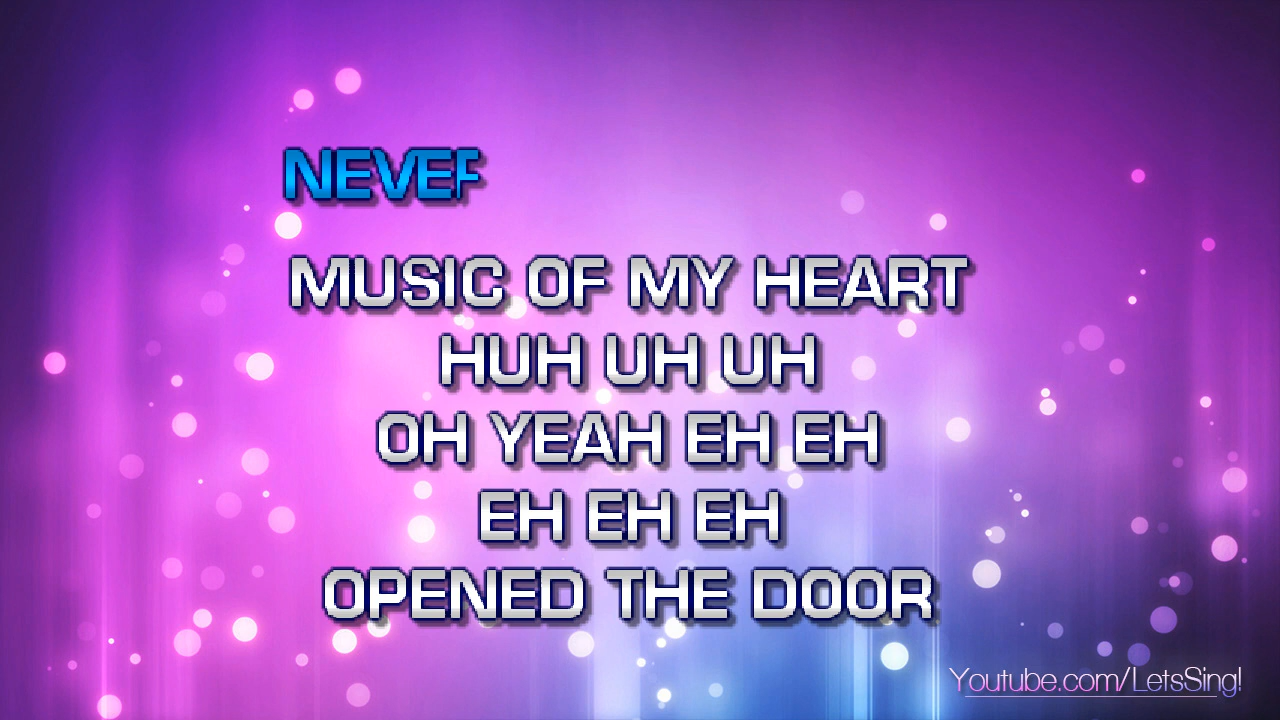 NEVER
MUSIC OF MY HEART
HUH UH UH
OH YEAH EH EH
EH EH EH
OPENED THE DOOR
Youtube.com/LetsSing!